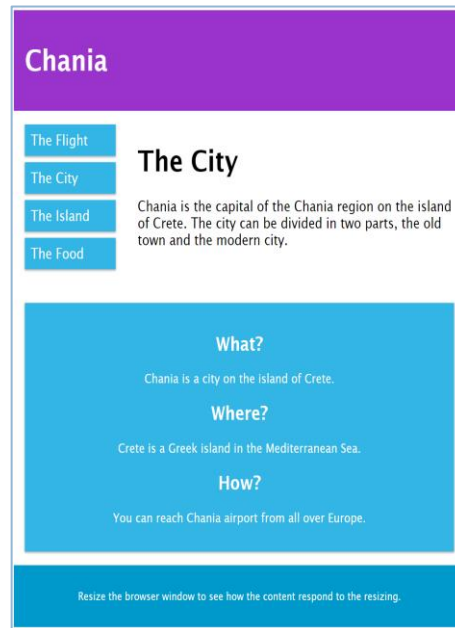 Chania
The Flight
The City
The Island
The Food
The City
Chania is the capital of the Chania region on the island
of Crete. The city can be divided in two parts, the old
town and the modern city.
What?
Chania is a city on the island of Crete.
Where?
Crete is a Greek island in the Mediterranean Sea.
How?
You can reach Chania airport from all over Europe.
Resize the browser window to see how the content respond to the resizing.